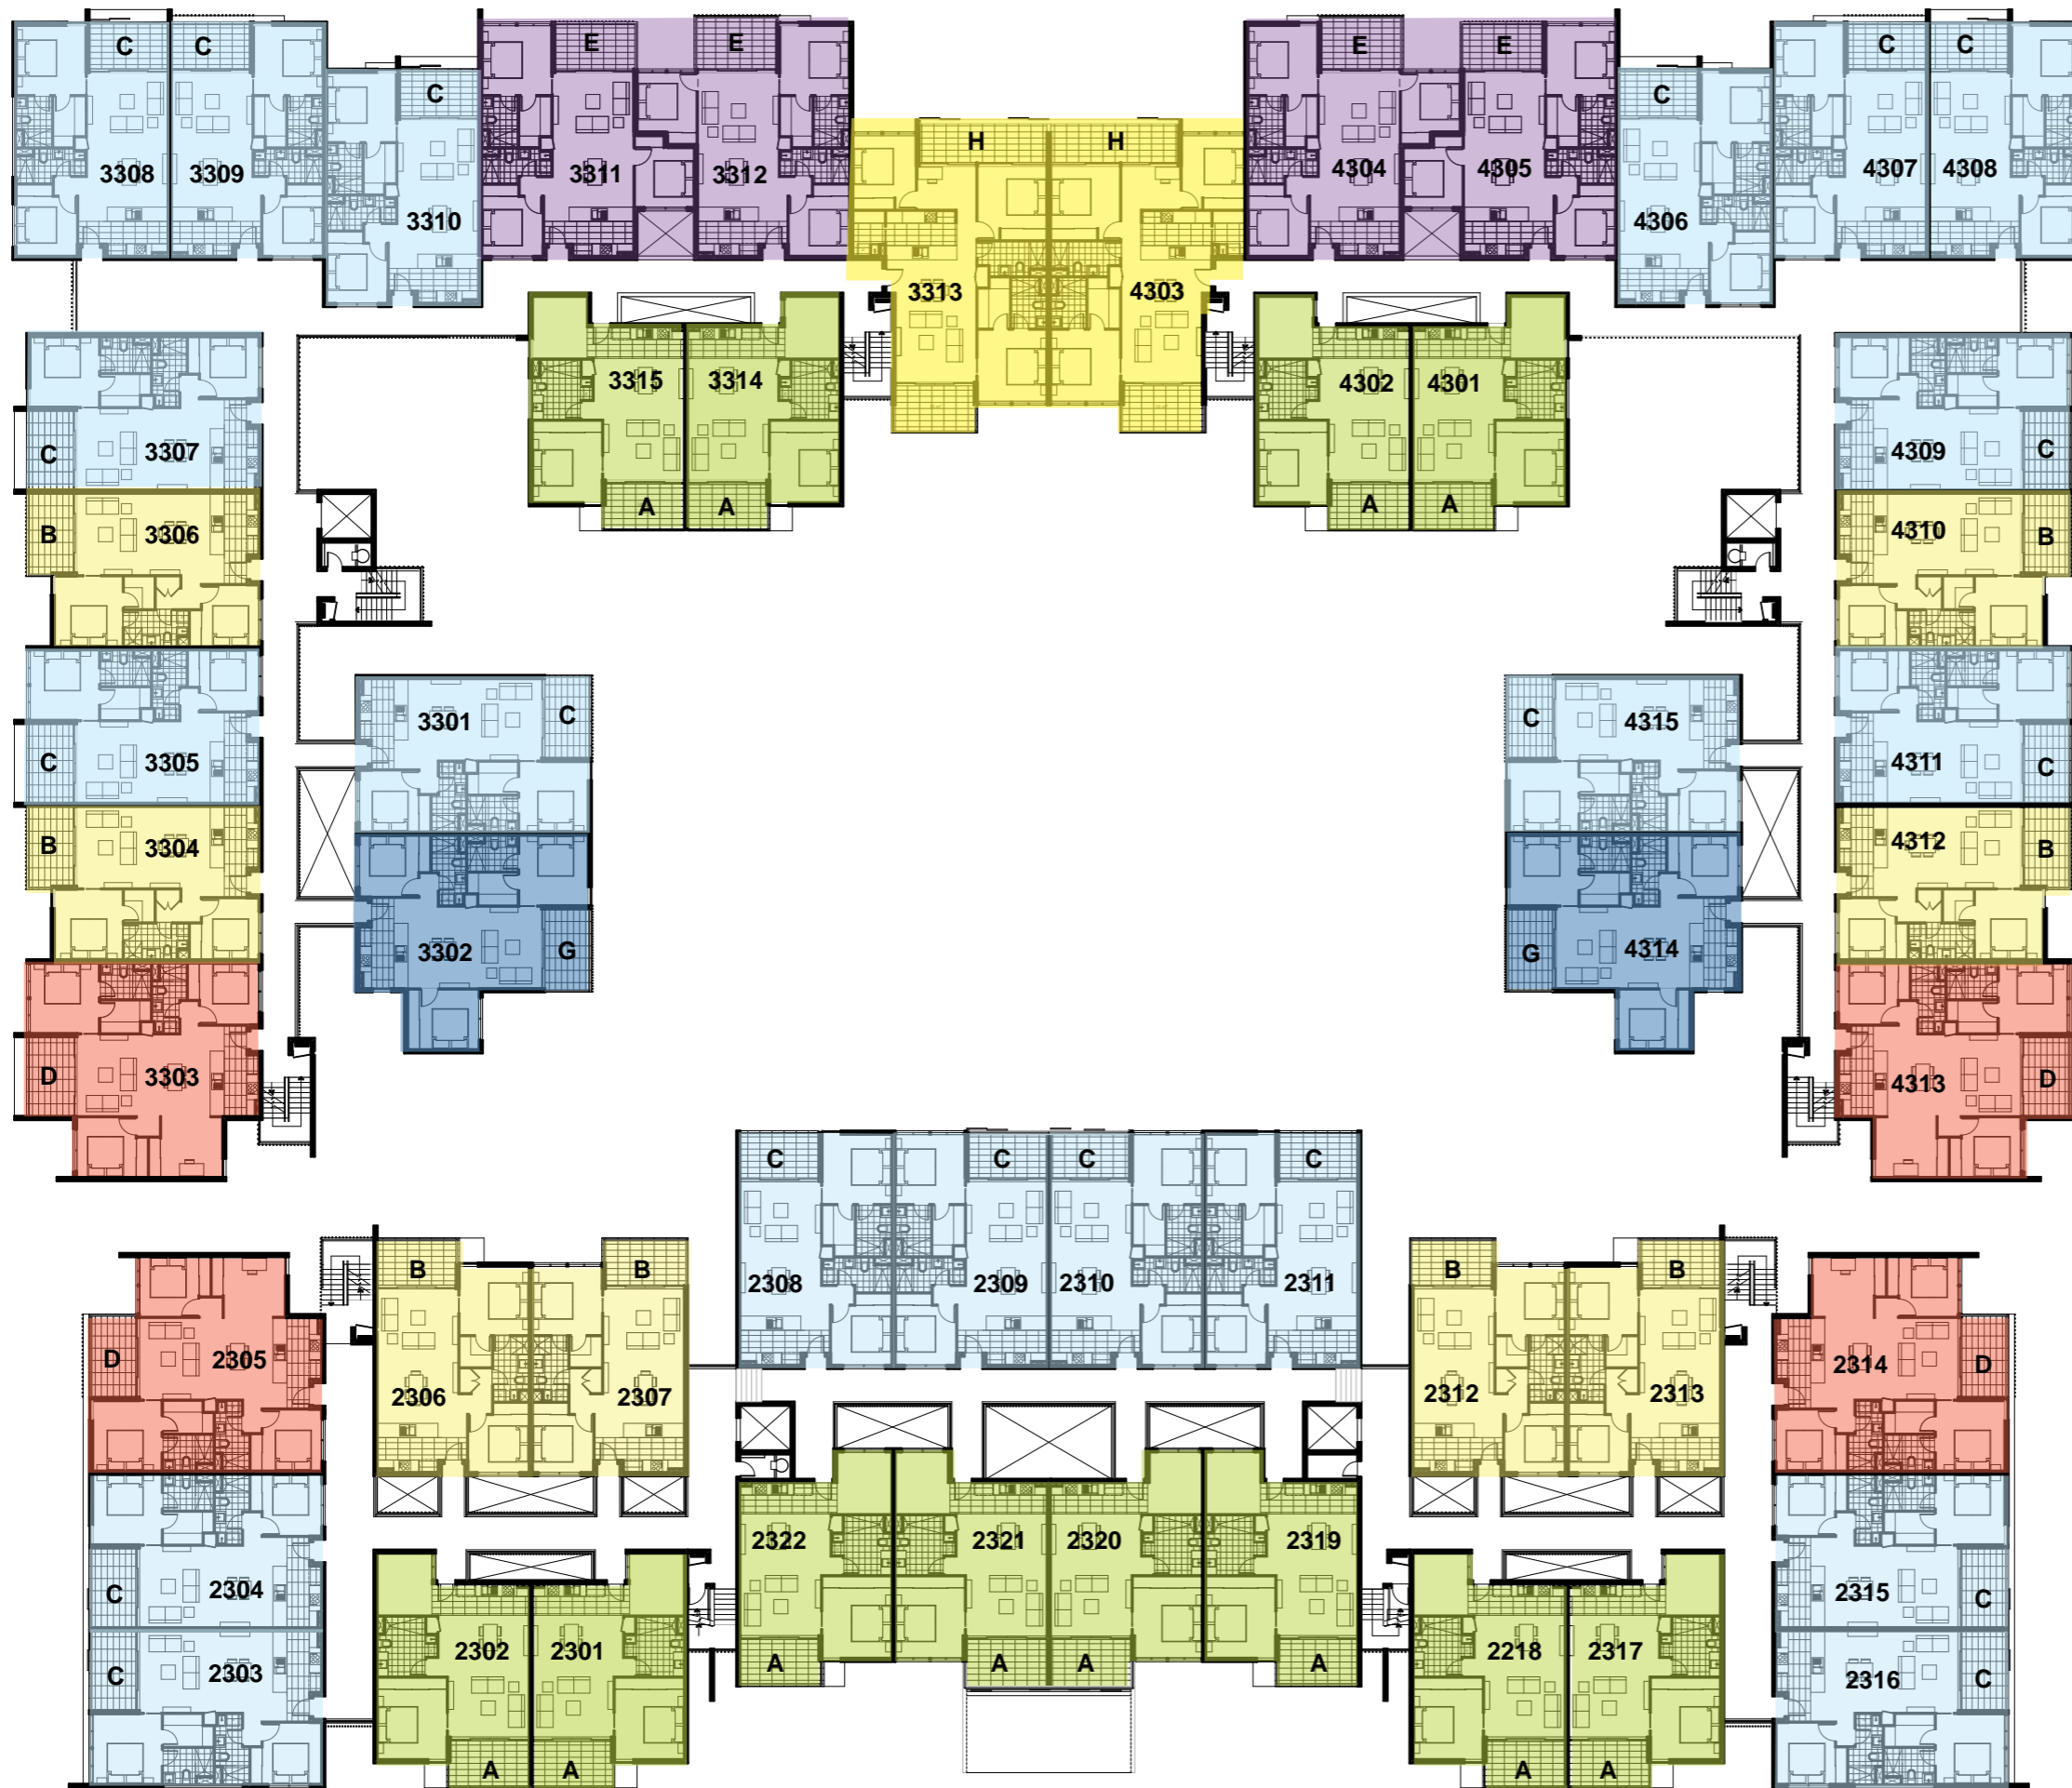 C C E E E E C C
C C
H H
3308 3309 3311 3312 4304 4305 4307 4308
3310 4306
3313 4303
3315 3314 4302 4301
C 3307 4309 C
A A A A
B 3306 4310 B
3301 C C 4315
C 3305 4311 C
B 3304 4312 B
3302 G G 4314
D 3303 4313 D
C C C C
B B B B
2308 2309 2310 2311
D 2305 2314 D
2306 2307 2312 2313
2322 2321 2320 2319
C 2304 2315 C
2302 2301 2218 2317
C 2303 A A A A 2316 C
A A A A